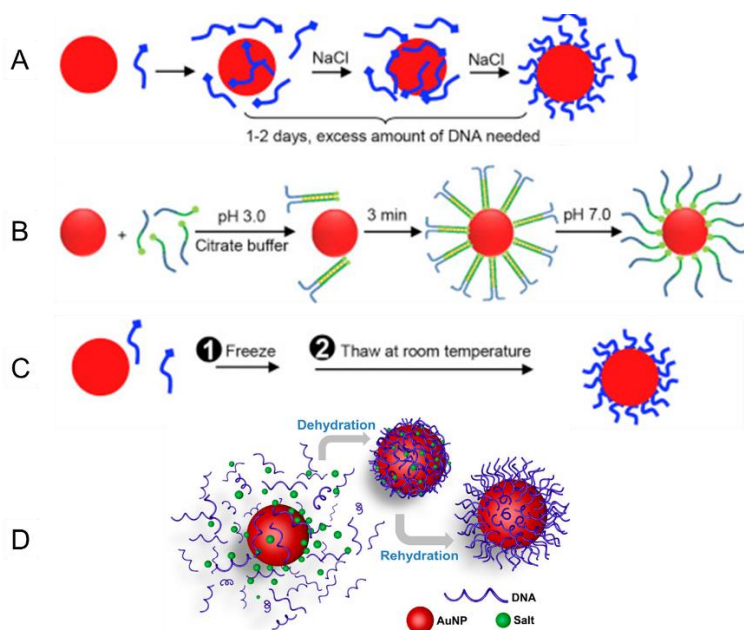 A
NaCl
NaCl
1-2 days, excess amount of DNA needed
B
+
pH 3.0
Citrate buffer
3 min
pH 7.0
C
1 Freeze
2 Thaw at room temperature
D
Dehydration
Rehydration
DNA
AuNP
Salt